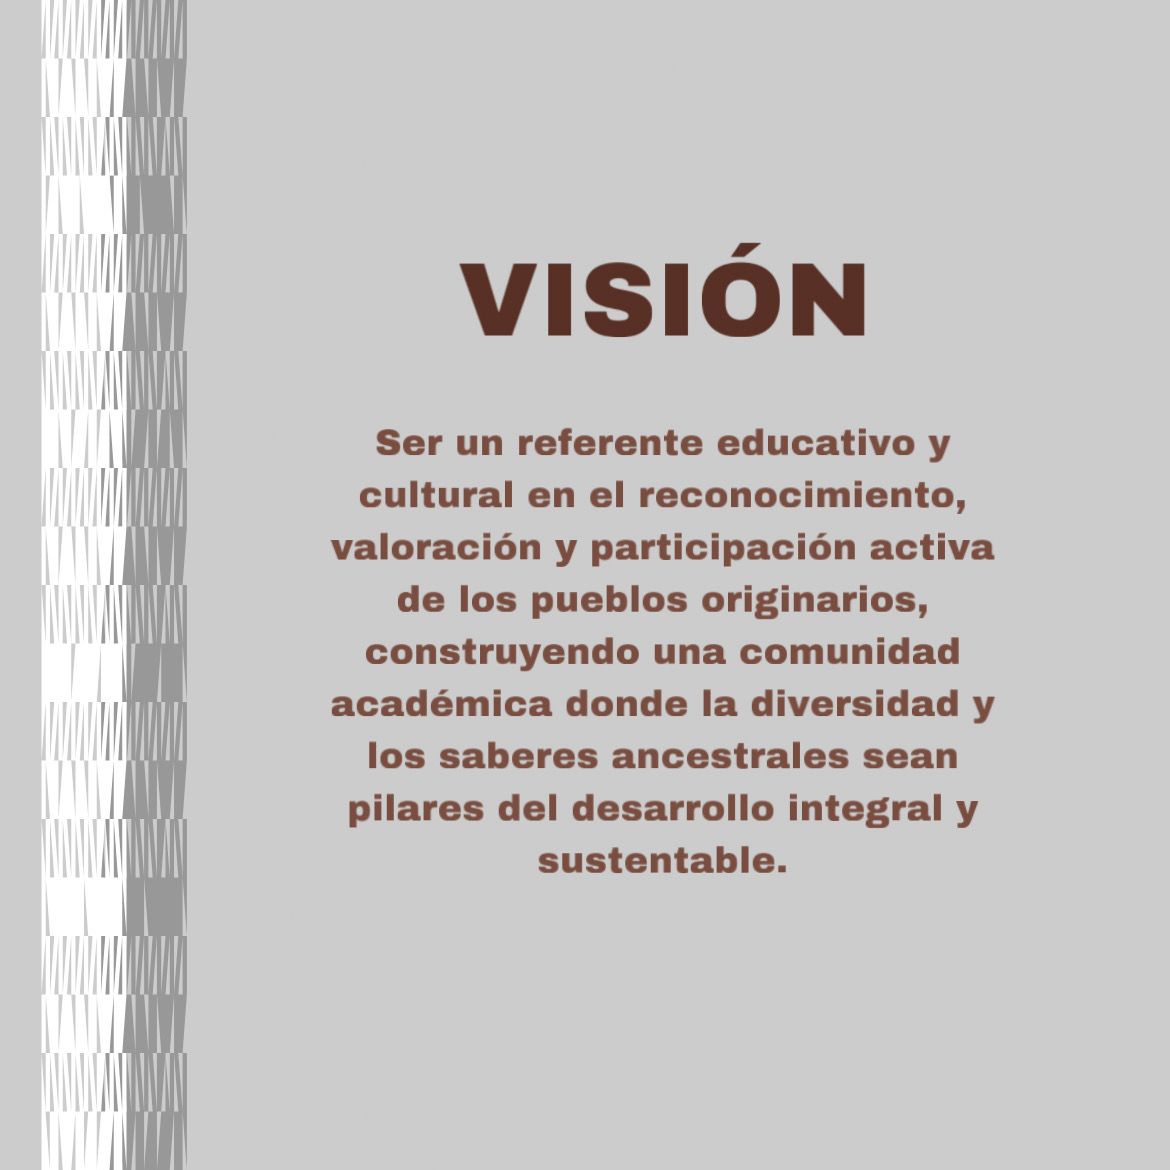 VISIÓN
Ser un referente educativo y
cultural en el reconocimiento,
valoración y participación activa
de los pueblos originarios,
construyendo una comunidad
académica donde la diversidad y
los saberes ancestrales sean
pilares del desarrollo integral y
sustentable.